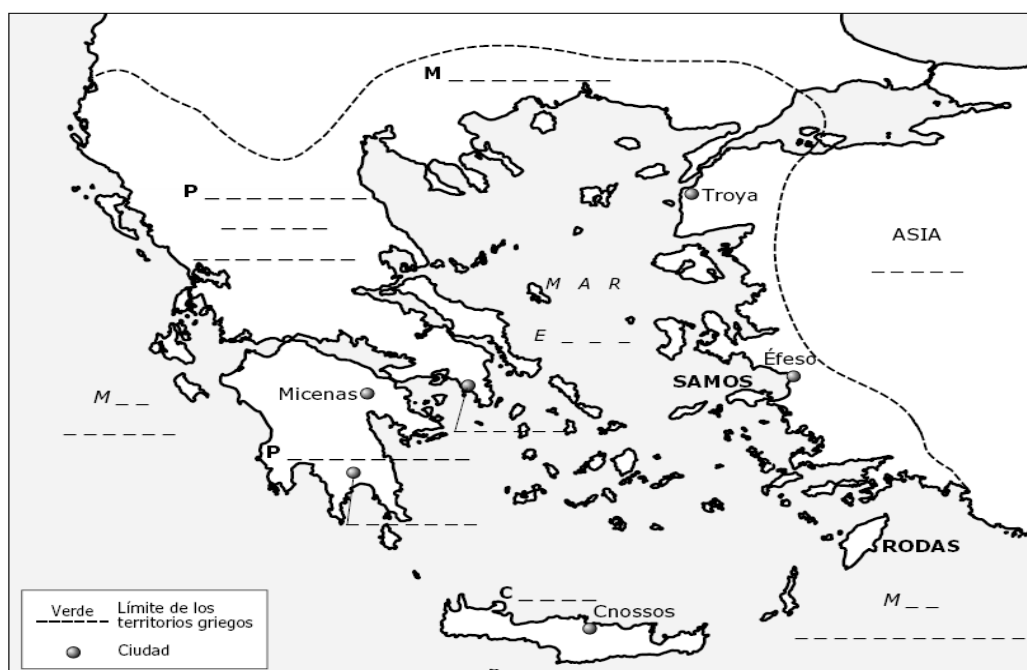 M _ _ _ _ _ _ _ _
P _ _ _ _ _ _ _ _
_ _ _ _ _
_ _ _ _ _ _ _ _
Troya
ASIA
_ _ _ _ _
M A R
E _ _ _
Éfeso
SAMOS
Micenas
M _ _
_ _ _ _ _ _
_ _ _ _ _ _
P _ _ _ _ _ _ _ _ _
_ _ _ _ _ _ _
RODAS
C _ _ _ _
Cnossos
M _ _
_ _ _ _ _ _ _ _ _ _ _ _
Verde Límite de los
territorios griegos
Ciudad